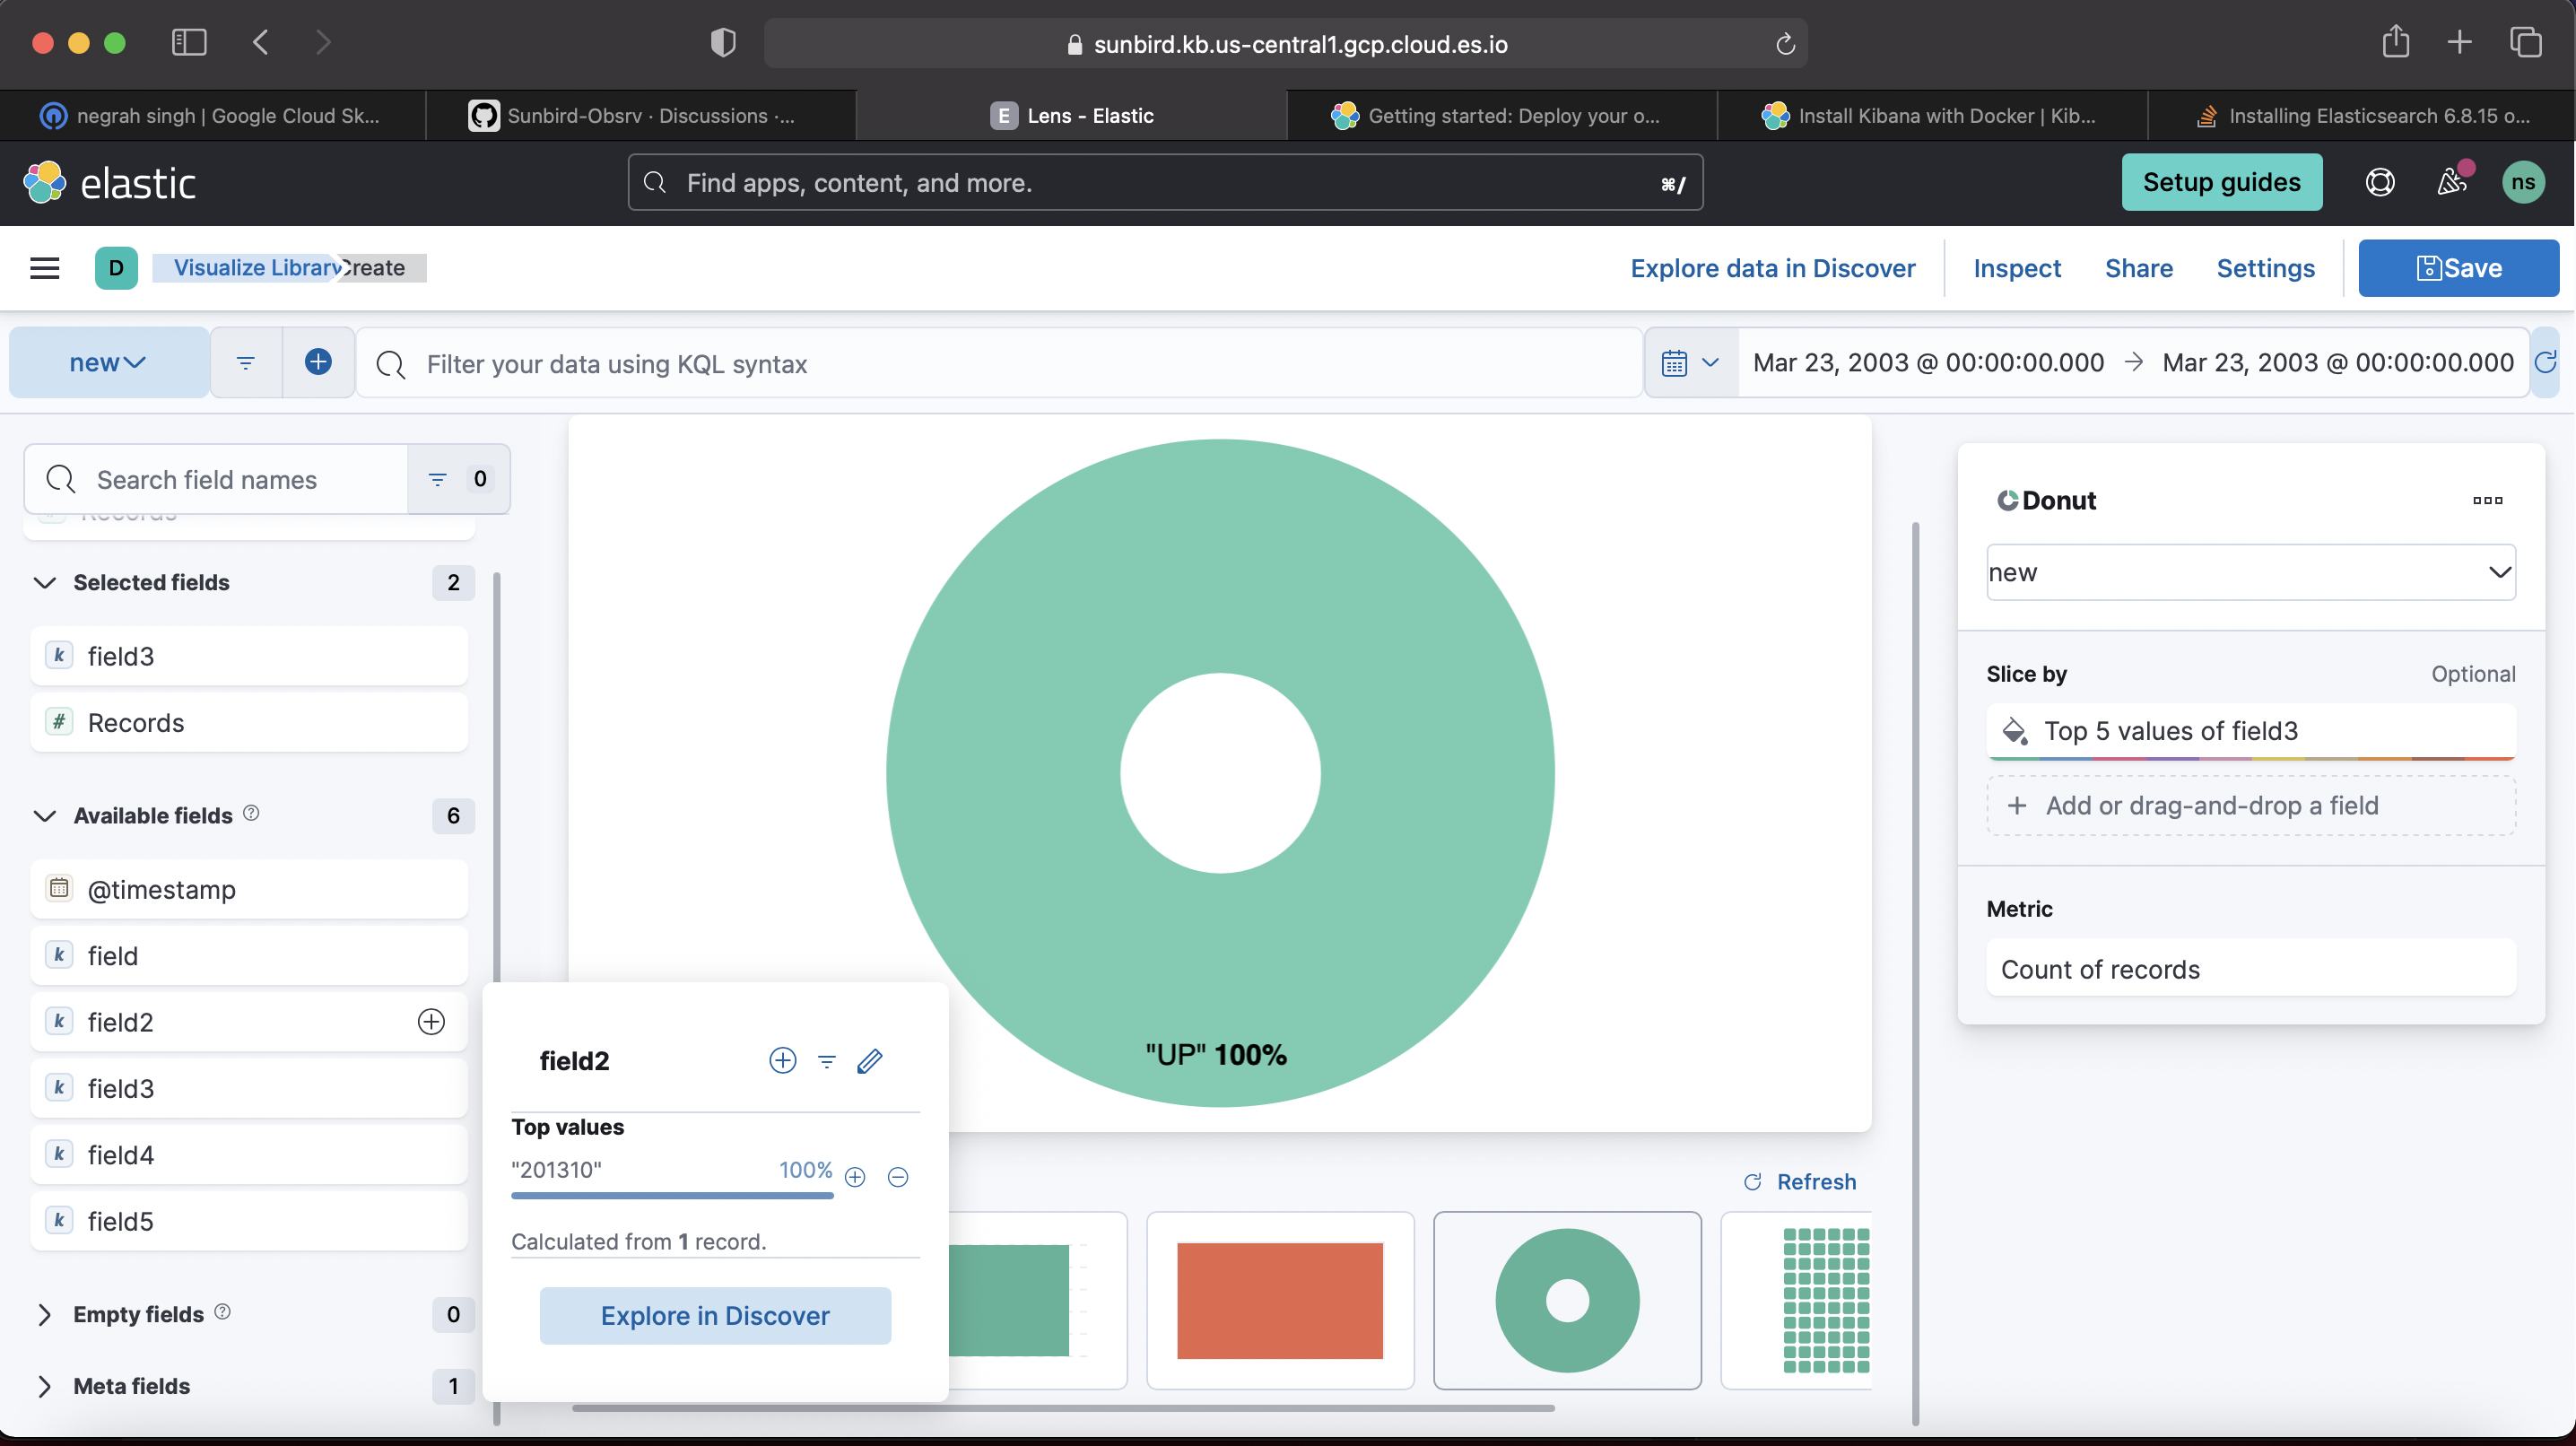 sunbird.kb.us-central1.gcp.cloud.es.io
negrah singh | Google Cloud Sk...
Sunbird-Obsrv · Discussions ·...
E Lens - Elastic
Getting started: Deploy your o...
Install Kibana with Docker | Kib...
Installing Elasticsearch 6.8.15 o...
elastic
Find apps, content, and more.
⌘/
Setup guides
ns
D
Visualize Library
Create
Explore data in Discover
Inspect
Share
Settings
Save
new
Filter your data using KQL syntax
Mar 23, 2003 @ 00:00:00.000 → Mar 23, 2003 @ 00:00:00.000
Search field names
0
Records
Selected fields
2
k field3
# Records
Available fields
6
@timestamp
k field
k field2
k field3
k field4
k field5
Empty fields
0
Meta fields
1
field2
Top values
"201310"
100%
Calculated from 1 record.
Explore in Discover
"UP" 100%
Refresh
Donut
new
Slice by
Optional
Top 5 values of field3
+ Add or drag-and-drop a field
Metric
Count of records